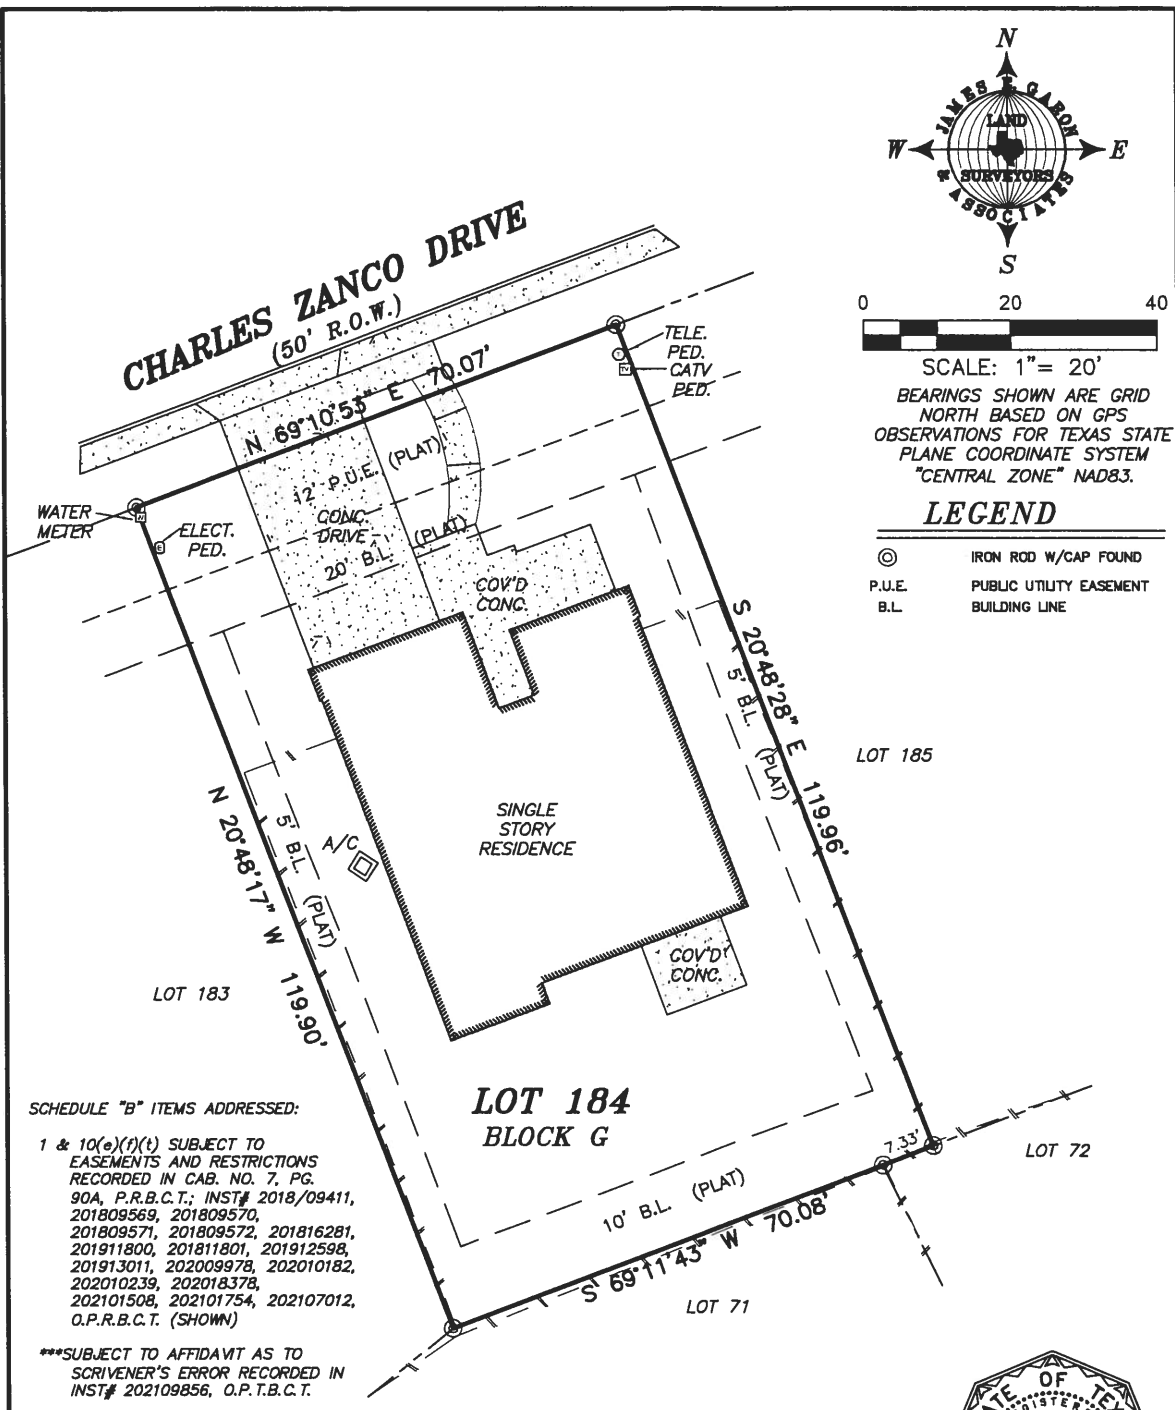 N
JAMES E. GARON
LAND
W
E
SURVEYORS
& ASSOCIATES
S
CHARLES ZANCO DRIVE
(50' R.O.W.)
0 20 40
SCALE: 1"= 20'
BEARINGS SHOWN ARE GRID
NORTH BASED ON GPS
OBSERVATIONS FOR TEXAS STATE
PLANE COORDINATE SYSTEM
"CENTRAL ZONE" NAD83.
LEGEND
IRON ROD W/CAP FOUND
P.U.E. PUBLIC UTILITY EASEMENT
B.L. BUILDING LINE
TELE.
PED.
CATV
PED.
N 69°10'53" E 70.07'
WATER
METER
ELECT.
PED.
12' P.U.E. (PLAT)
CONC.
DRIVE
20' B.L. (PLAT)
COV'D
CONC.
S 20°48'28" E 119.96'
5' B.L. (PLAT)
LOT 185
SINGLE
STORY
RESIDENCE
A/C
N 20°48'17" W 119.90'
5' B.L. (PLAT)
COV'D
CONC.
LOT 183
LOT 184
BLOCK G
7.33'
LOT 72
10' B.L. (PLAT)
S 69°11'43" W 70.08'
LOT 71
SCHEDULE "B" ITEMS ADDRESSED:
1 & 10(e)(f)(t) SUBJECT TO
EASEMENTS AND RESTRICTIONS
RECORDED IN CAB. NO. 7, PG.
90A, P.R.B.C.T.; INST# 2018/09411,
201809569, 201809570,
201809571, 201809572, 201816281,
201911800, 201811801, 201912598,
201913011, 202009978, 202010182,
202010239, 202018378,
202101508, 202101754, 202107012,
O.P.R.B.C.T. (SHOWN)
***SUBJECT TO AFFIDAVIT AS TO
SCRIVENER'S ERROR RECORDED IN
INST# 202109856, O.P.T.B.C.T.
OF